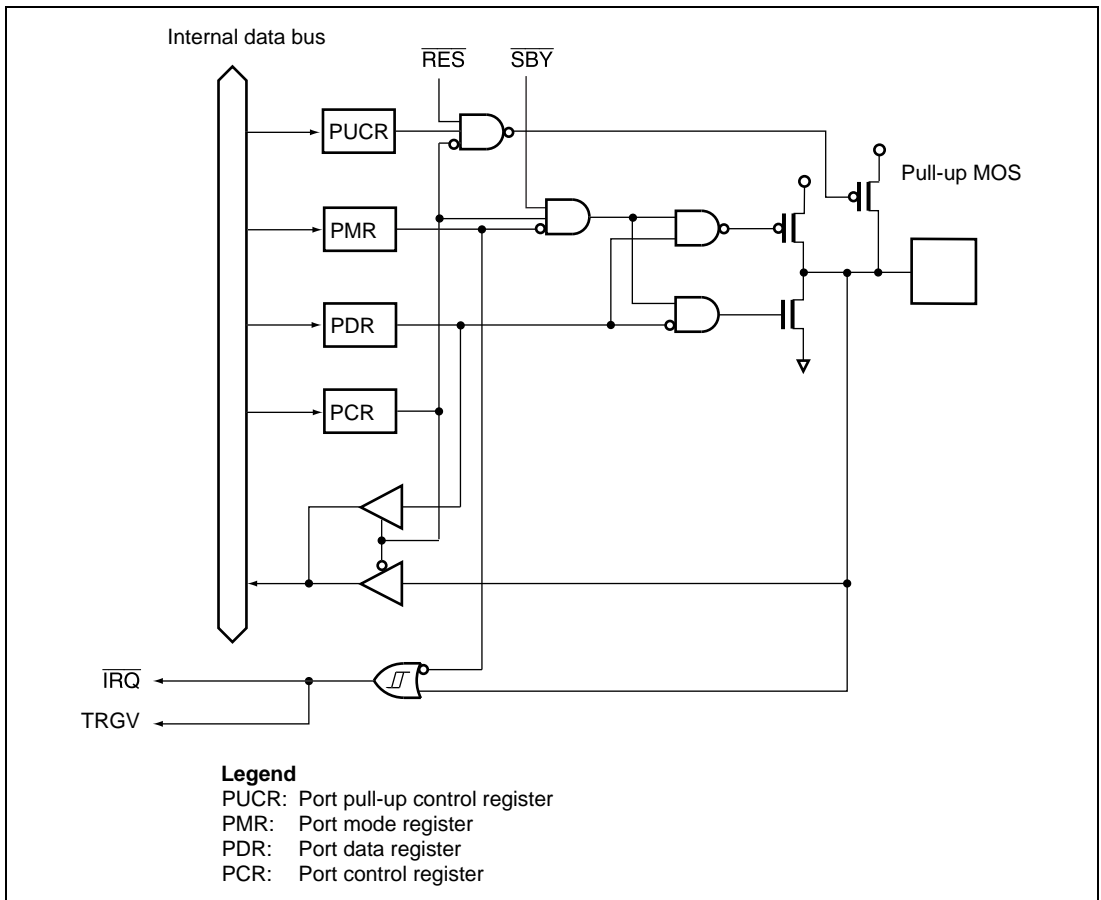 Internal data bus
RES
SBY
PUCR
Pull-up MOS
PMR
PDR
PCR
IRQ
TRGV
Legend
PUCR: Port pull-up control register
PMR: Port mode register
PDR: Port data register
PCR: Port control register